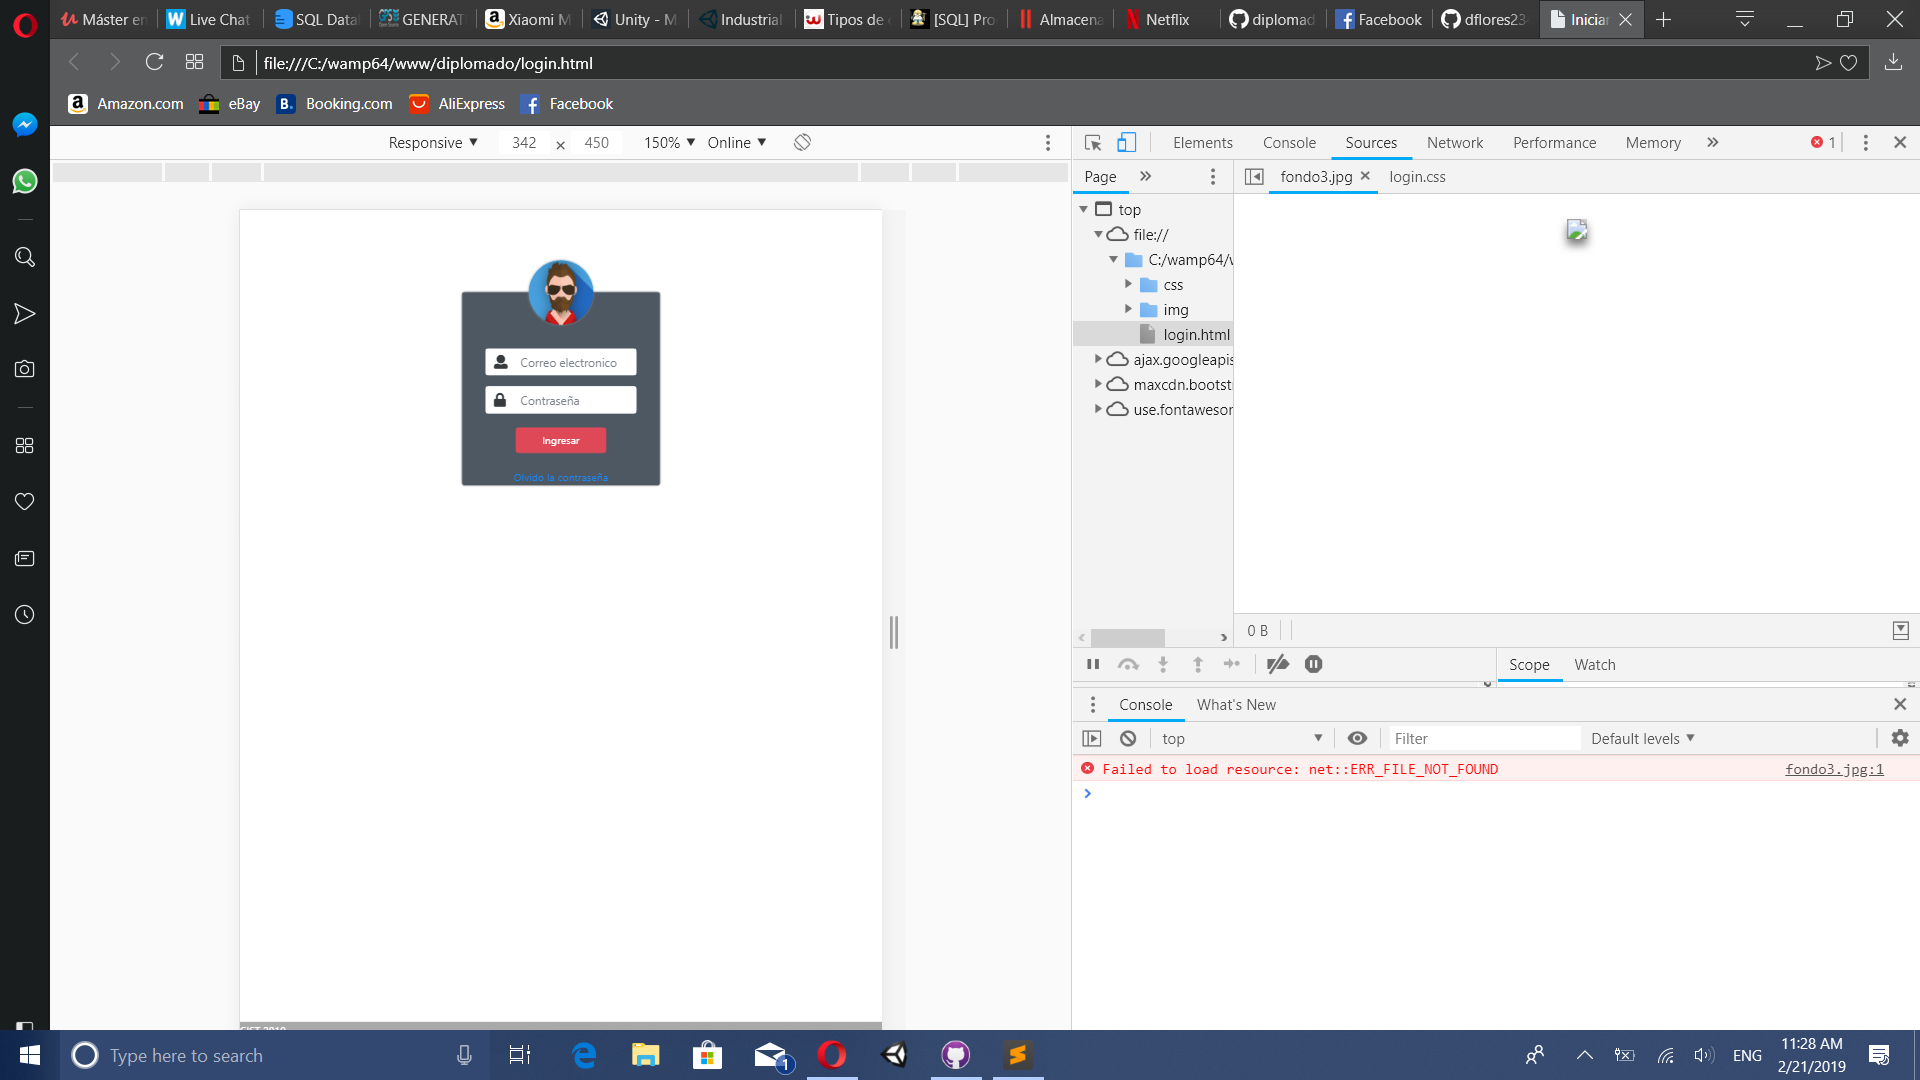 Máster en
Live Chat
SQL Datal
GENERAT
Xiaomi M
Unity - M
Industrial
Tipos de
[SQL] Pro
Almacena
Netflix
diplomad
Facebook
dflores234
Iniciar
file:///C:/wamp64/www/diplomado/login.html
Amazon.com
eBay
Booking.com
AliExpress
Facebook
Responsive
342 × 450
150%
Online
Elements
Console
Sources
Network
Performance
Memory
1
Page
fondo3.jpg
login.css
top
file://
C:/wamp64/
css
img
login.html
ajax.googleapis
maxcdn.bootst
use.fontawesor
Correo electronico
Contraseña
Ingresar
Olvido la contraseña
0 B
Scope
Watch
Console
What's New
top
Filter
Default levels
Failed to load resource: net::ERR_FILE_NOT_FOUND
fondo3.jpg:1
Type here to search
1
ENG
11:28 AM
2/21/2019